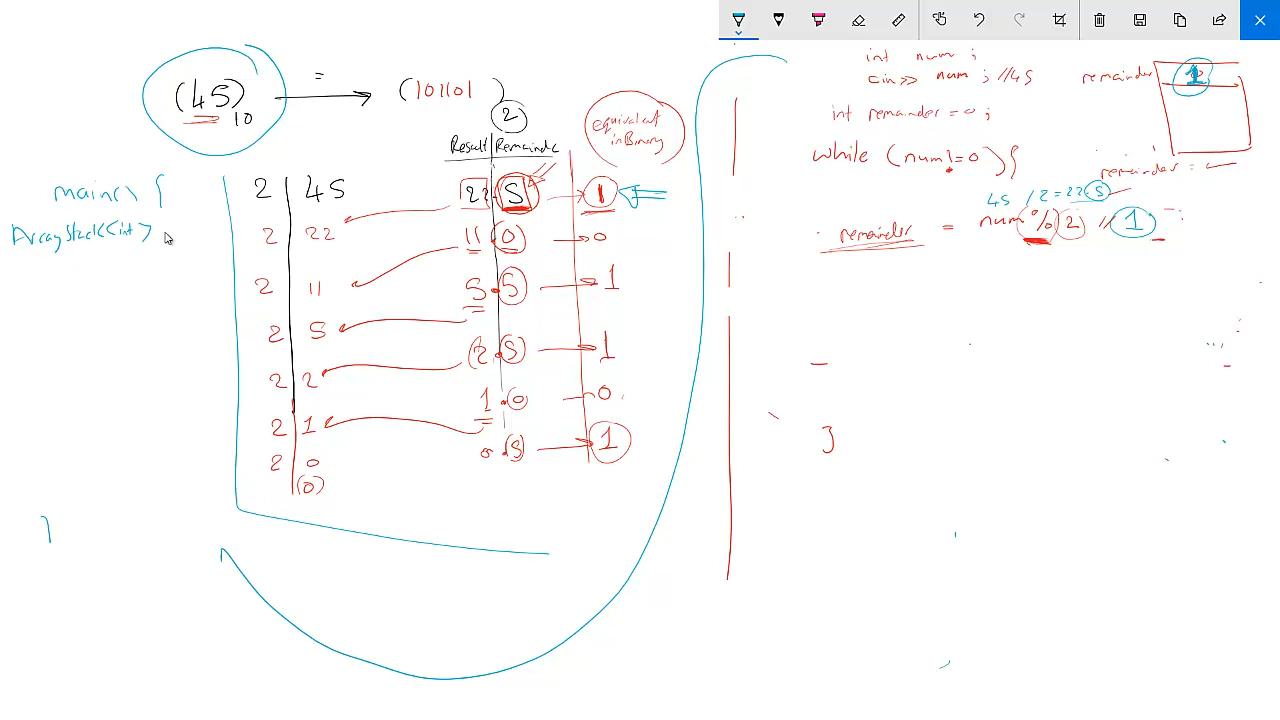 (45)10 = (101101)2
Result | Remainde
equivalent
inBinary
main() {
ArrayStack<int>
}
2 | 45 22.5 1
2 22 11.0 0
2 11 5.5 1
2 5 2.5 1
2 2 1.0 0
2 1 0.5 1
2 0
(0)
int num ;
cin>> num ; //45
int remainder = 0 ;
while (num != 0) {
45 / 2 = 22.5
remainder = num % 2 // 1
}
remainder 1
remainder =